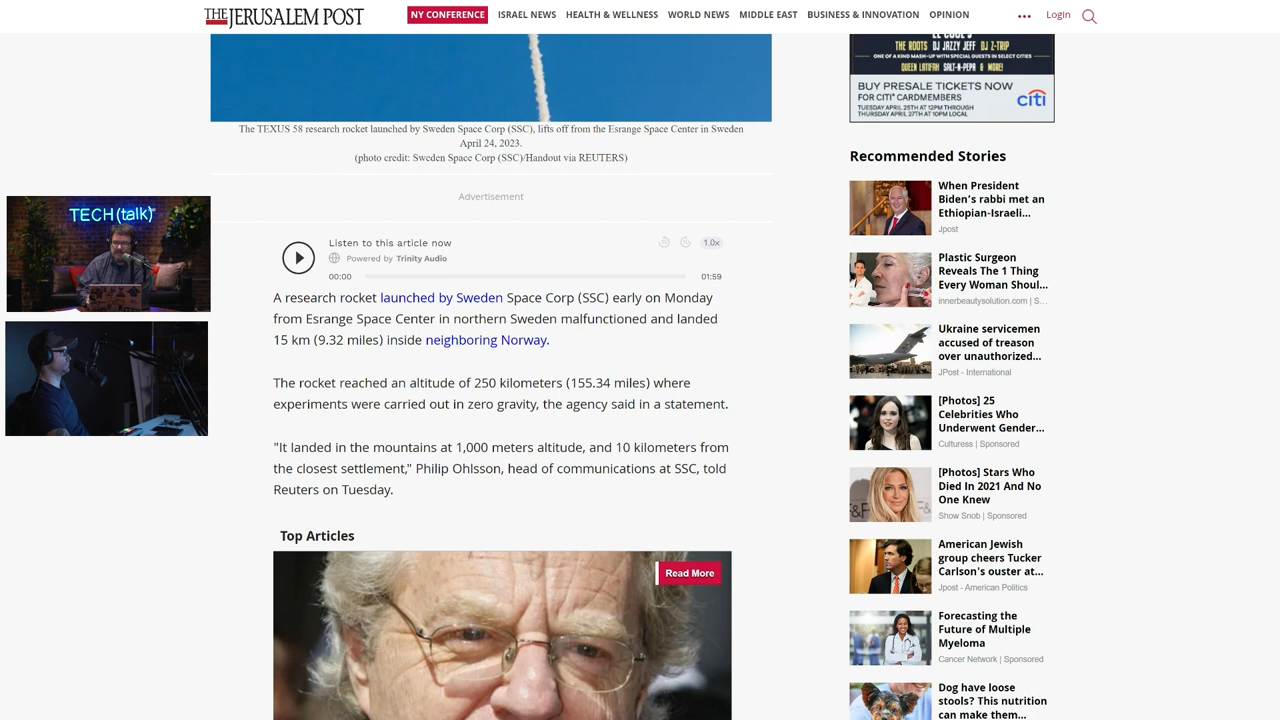 THE JERUSALEM POST
NY CONFERENCE
ISRAEL NEWS
HEALTH & WELLNESS
WORLD NEWS
MIDDLE EAST
BUSINESS & INNOVATION
OPINION
Login
The TEXUS 58 research rocket launched by Sweden Space Corp (SSC), lifts off from the Esrange Space Center in Sweden
April 24, 2023.
(photo credit: Sweden Space Corp (SSC)/Handout via REUTERS)
Advertisement
TECH(talk)
Listen to this article now
1.0x
Powered by Trinity Audio
00:00
01:59
A research rocket launched by Sweden Space Corp (SSC) early on Monday
from Esrange Space Center in northern Sweden malfunctioned and landed
15 km (9.32 miles) inside neighboring Norway.
The rocket reached an altitude of 250 kilometers (155.34 miles) where
experiments were carried out in zero gravity, the agency said in a statement.
"It landed in the mountains at 1,000 meters altitude, and 10 kilometers from
the closest settlement," Philip Ohlsson, head of communications at SSC, told
Reuters on Tuesday.
Top Articles
Read More
THE ROOTS DJ JAZZY JEFF DJ Z-TRIP
ONE OF A KIND MASH-UP WITH SPECIAL GUESTS IN SELECT CITIES
QUEEN LATIFAH SALT-N-PEPA & MORE!
BUY PRESALE TICKETS NOW
FOR CITI® CARDMEMBERS
TUESDAY APRIL 25TH AT 12PM THROUGH
THURSDAY APRIL 27TH AT 10PM LOCAL
citi
Recommended Stories
When President
Biden's rabbi met an
Ethiopian-Israeli...
Jpost
Plastic Surgeon
Reveals The 1 Thing
Every Woman Shoul...
innerbeautysolution.com | S...
Ukraine servicemen
accused of treason
over unauthorized...
JPost - International
[Photos] 25
Celebrities Who
Underwent Gender...
Culturess | Sponsored
[Photos] Stars Who
Died In 2021 And No
One Knew
Show Snob | Sponsored
American Jewish
group cheers Tucker
Carlson's ouster at...
Jpost - American Politics
Forecasting the
Future of Multiple
Myeloma
Cancer Network | Sponsored
Dog have loose
stools? This nutrition
can make them...